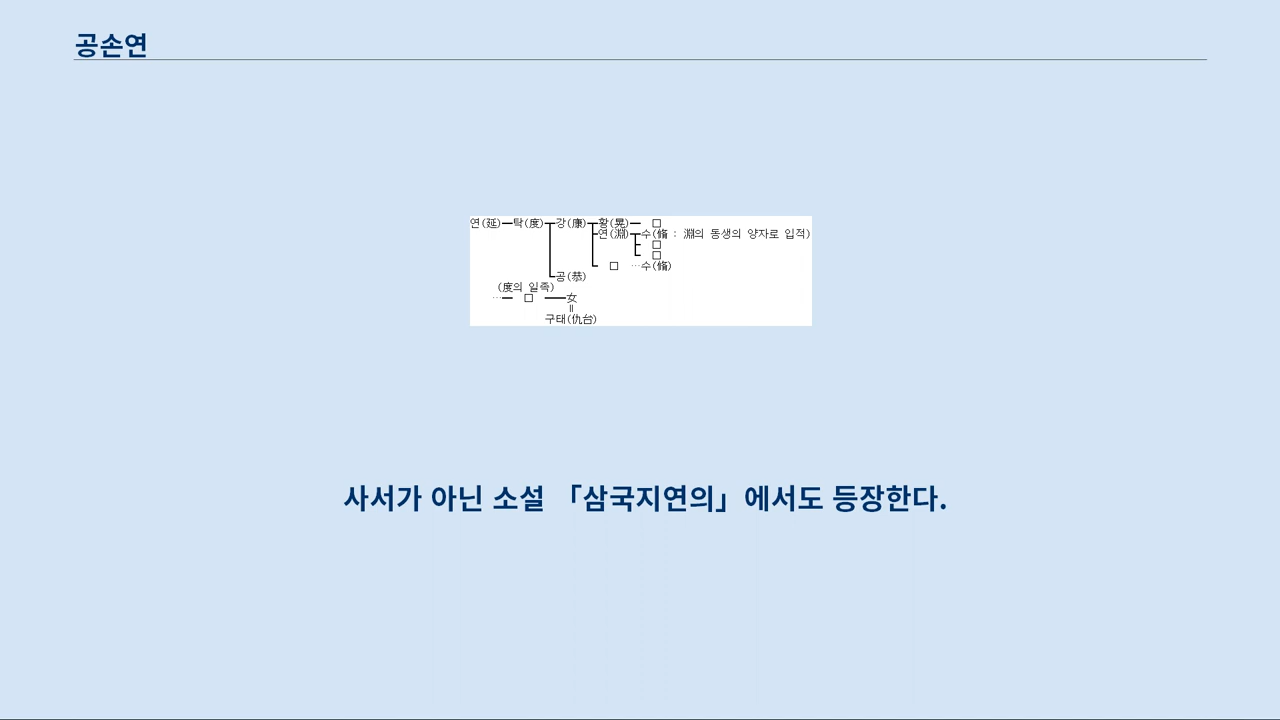 공손연
연(延)━탁(度)┳강(康)┳황(晃)━ □
연(淵)┳수(脩 : 淵의 동생의 양자로 입적)
□
□
□ …수(脩)
공(恭)
(度의 일족)
…━ □ ━━女
∥
구태(仇台)
사서가 아닌 소설 「삼국지연의」에서도 등장한다.